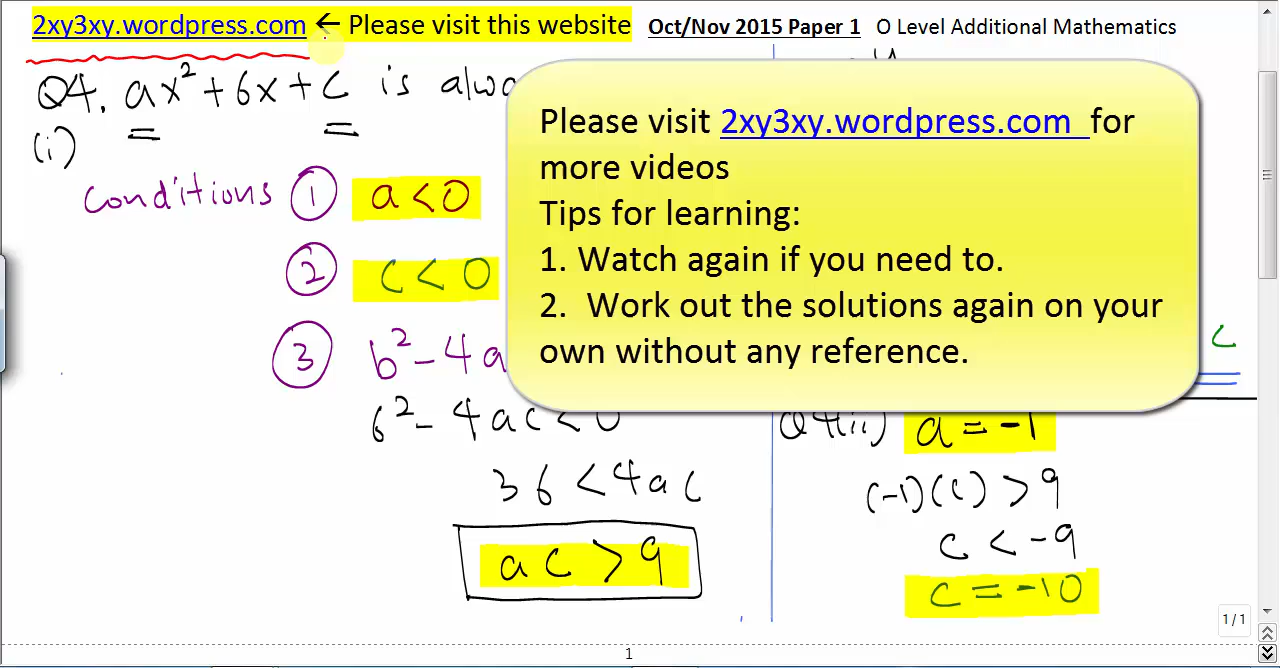 2xy3xy.wordpress.com ← Please visit this website Oct/Nov 2015 Paper 1 O Level Additional Mathematics
Q4. ax² + 6x + c is alwa
(i)
Conditions ① a < 0
② c < 0
③ b² - 4a
6² - 4ac < 0
36 < 4ac
ac > 9
Please visit 2xy3xy.wordpress.com for
more videos
Tips for learning:
1. Watch again if you need to.
2. Work out the solutions again on your
own without any reference.
c
Q4(ii) a = -1
(-1)(c) > 9
c < -9
c = -10
1 / 1
1